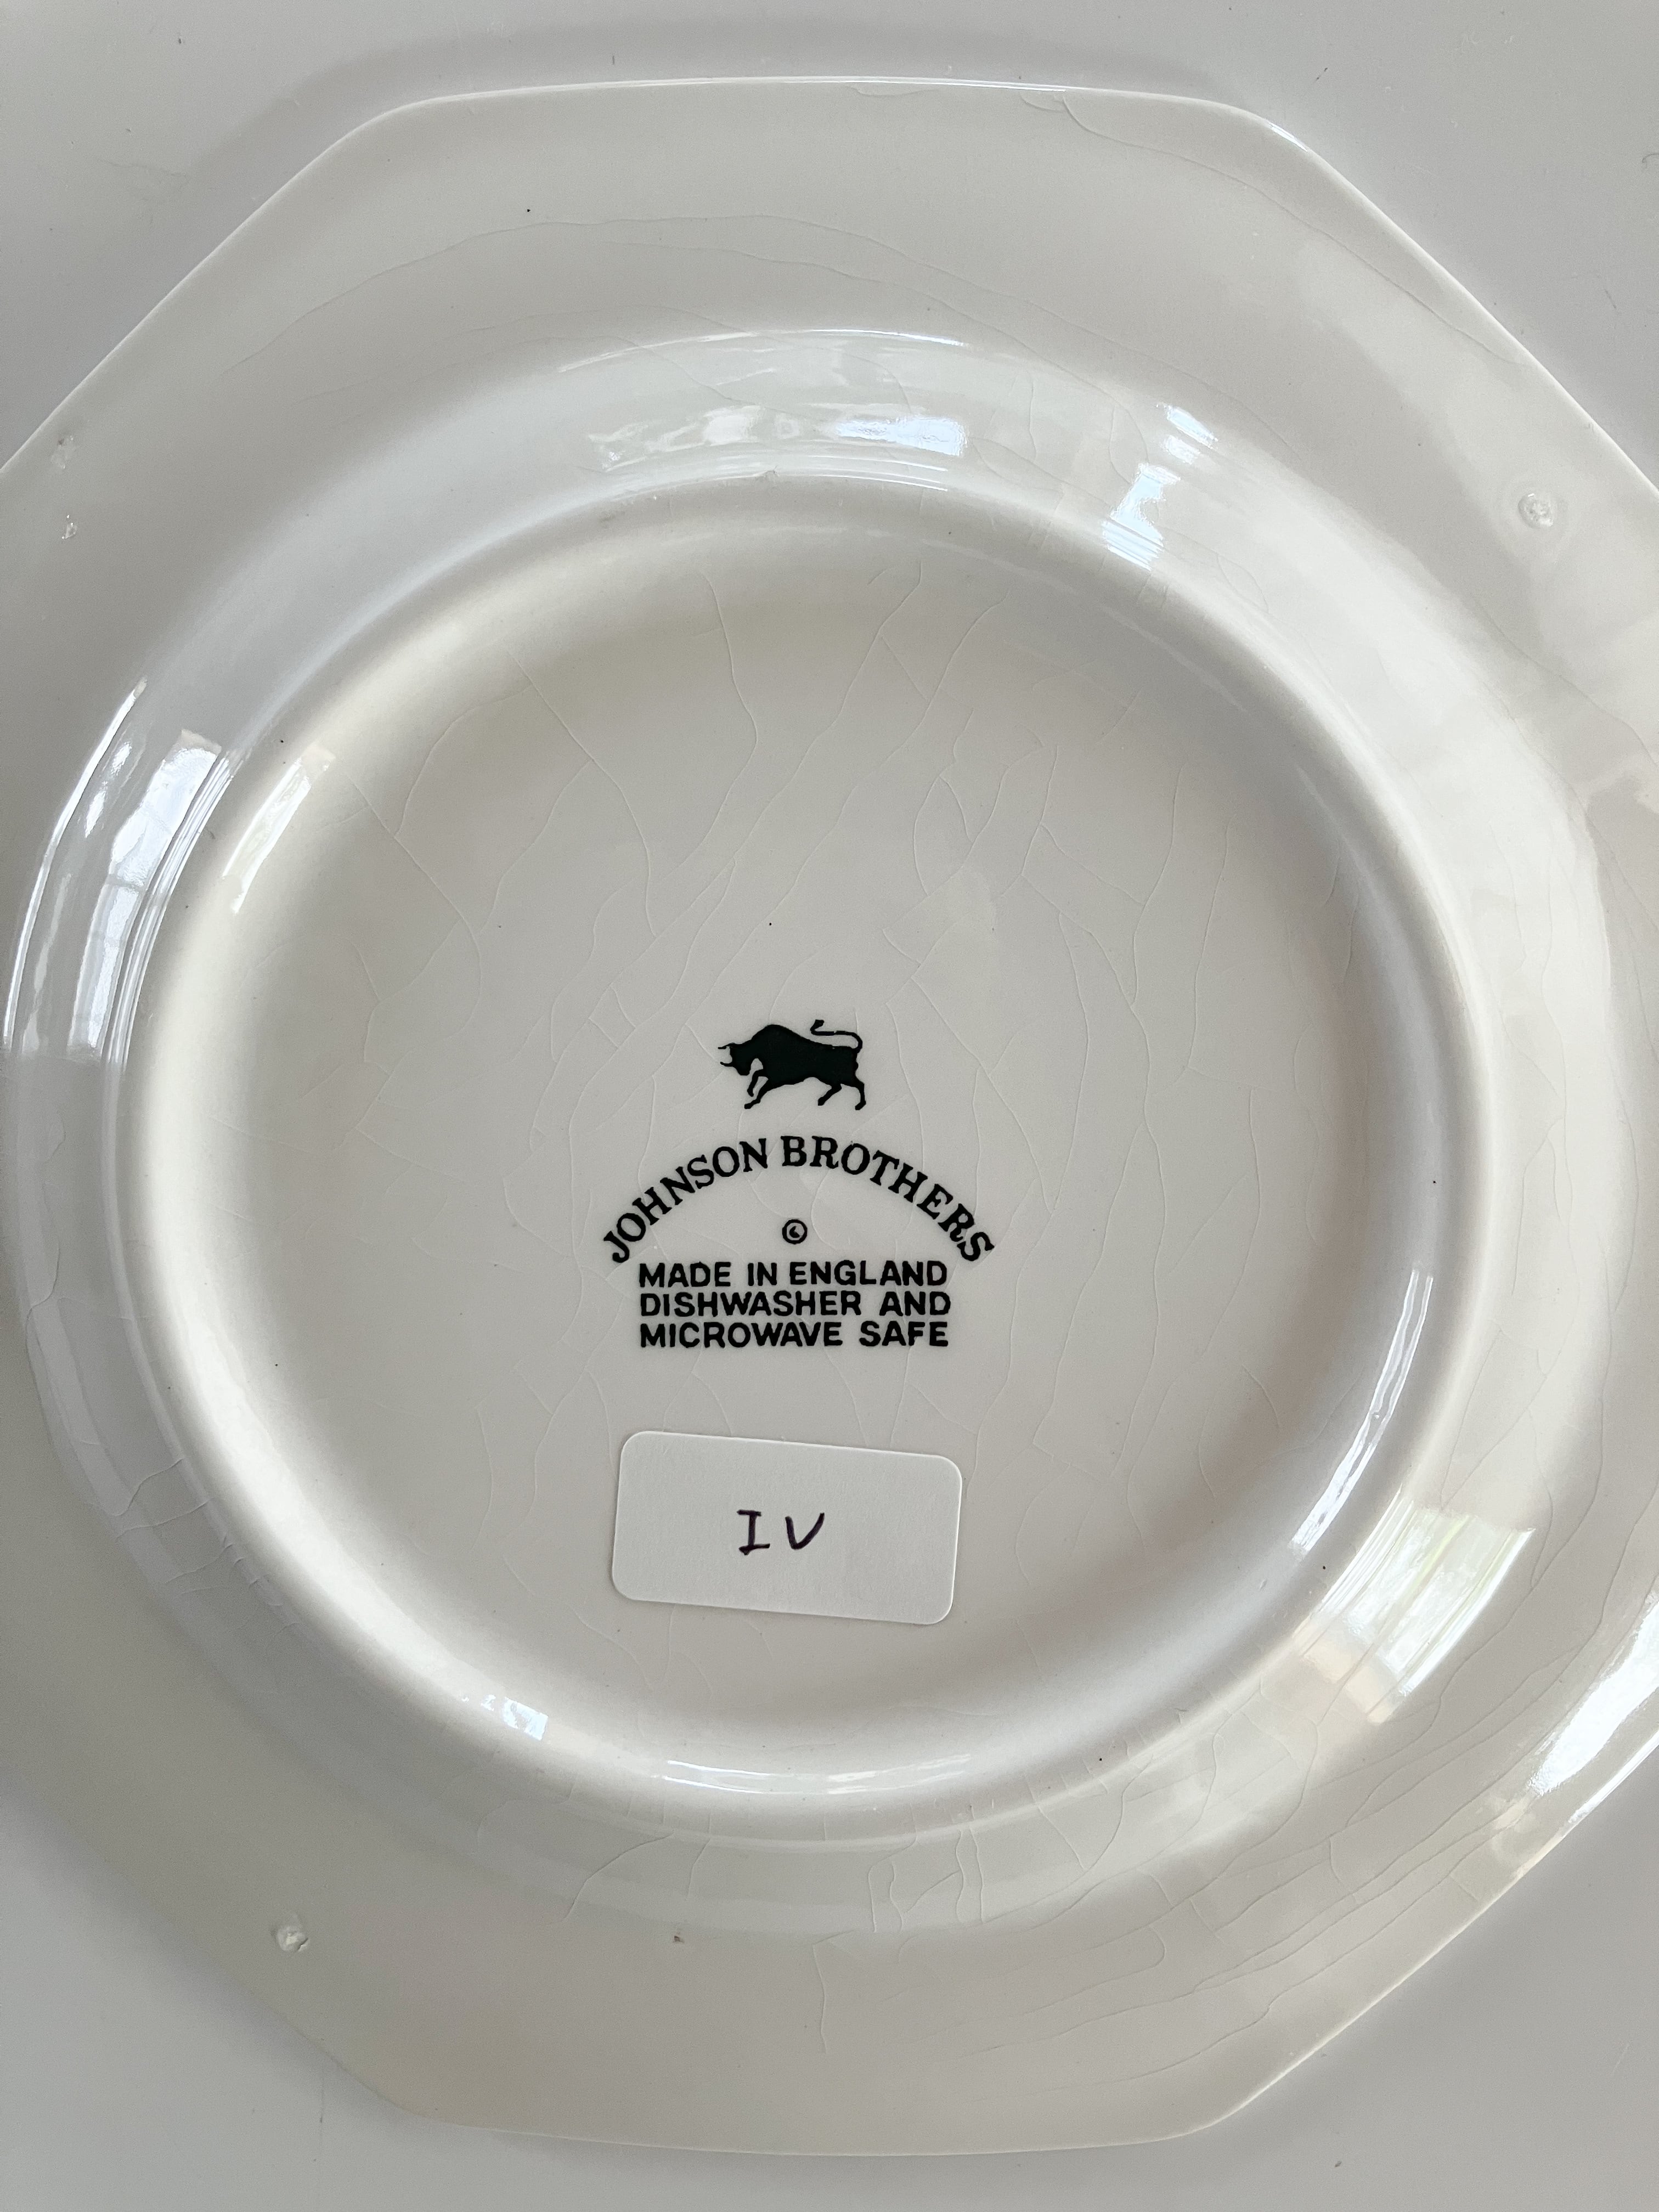 JOHNSON BROTHERS
©
MADE IN ENGLAND
DISHWASHER AND
MICROWAVE SAFE
IV